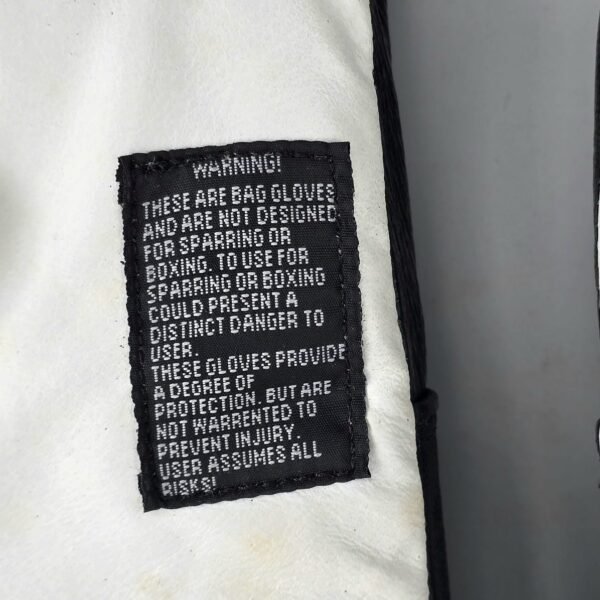 WARNING!
THESE ARE BAG GLOVES
AND ARE NOT DESIGNED
FOR SPARRING OR
BOXING. TO USE FOR
SPARRING OR BOXING
COULD PRESENT A
DISTINCT DANGER TO
USER.
THESE GLOVES PROVIDE
A DEGREE OF
PROTECTION. BUT ARE
NOT WARRENTED TO
PREVENT INJURY.
USER ASSUMES ALL
RISKS!